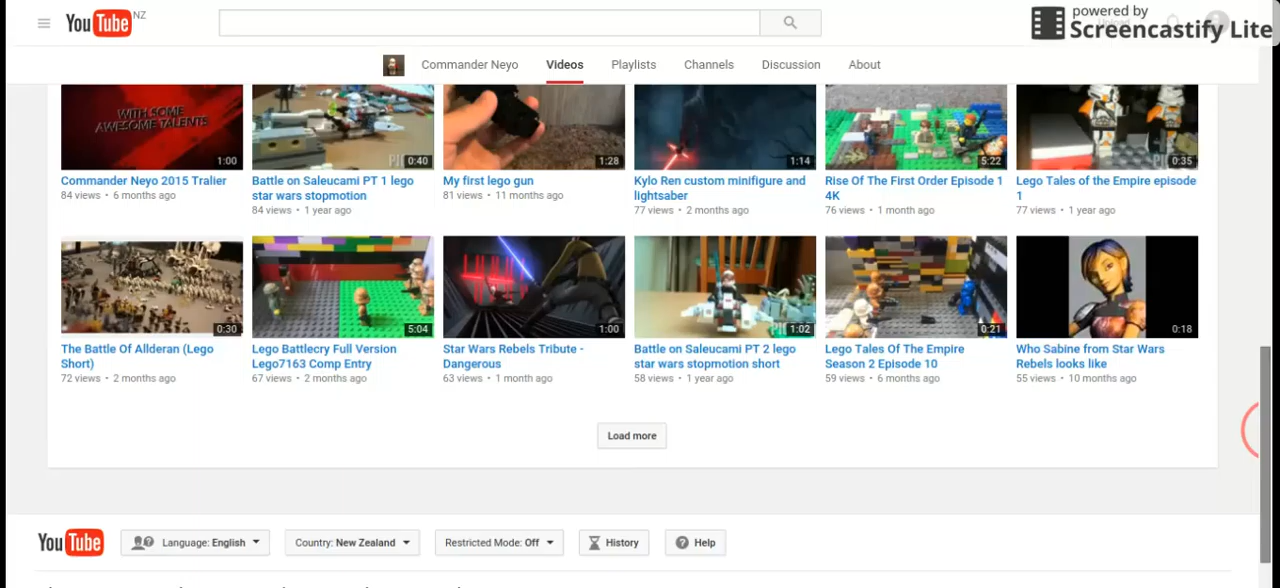 YouTube NZ
powered by
Screencastify Lite
Commander Neyo Videos Playlists Channels Discussion About
WITH SOME
AWESOME TALENTS
1:00
0:40
1:28
1:14
5:22
0:35
Commander Neyo 2015 Tralier
84 views • 6 months ago
Battle on Saleucami PT 1 lego
star wars stopmotion
84 views • 1 year ago
My first lego gun
81 views • 11 months ago
Kylo Ren custom minifigure and
lightsaber
77 views • 2 months ago
Rise Of The First Order Episode 1
4K
76 views • 1 month ago
Lego Tales of the Empire episode
1
77 views • 1 year ago
0:30
5:04
1:00
1:02
0:21
0:18
The Battle Of Allderan (Lego
Short)
72 views • 2 months ago
Lego Battlecry Full Version
Lego7163 Comp Entry
67 views • 2 months ago
Star Wars Rebels Tribute -
Dangerous
63 views • 1 month ago
Battle on Saleucami PT 2 lego
star wars stopmotion short
58 views • 1 year ago
Lego Tales Of The Empire
Season 2 Episode 10
59 views • 6 months ago
Who Sabine from Star Wars
Rebels looks like
55 views • 10 months ago
Load more
YouTube Language: English Country: New Zealand Restricted Mode: Off History Help